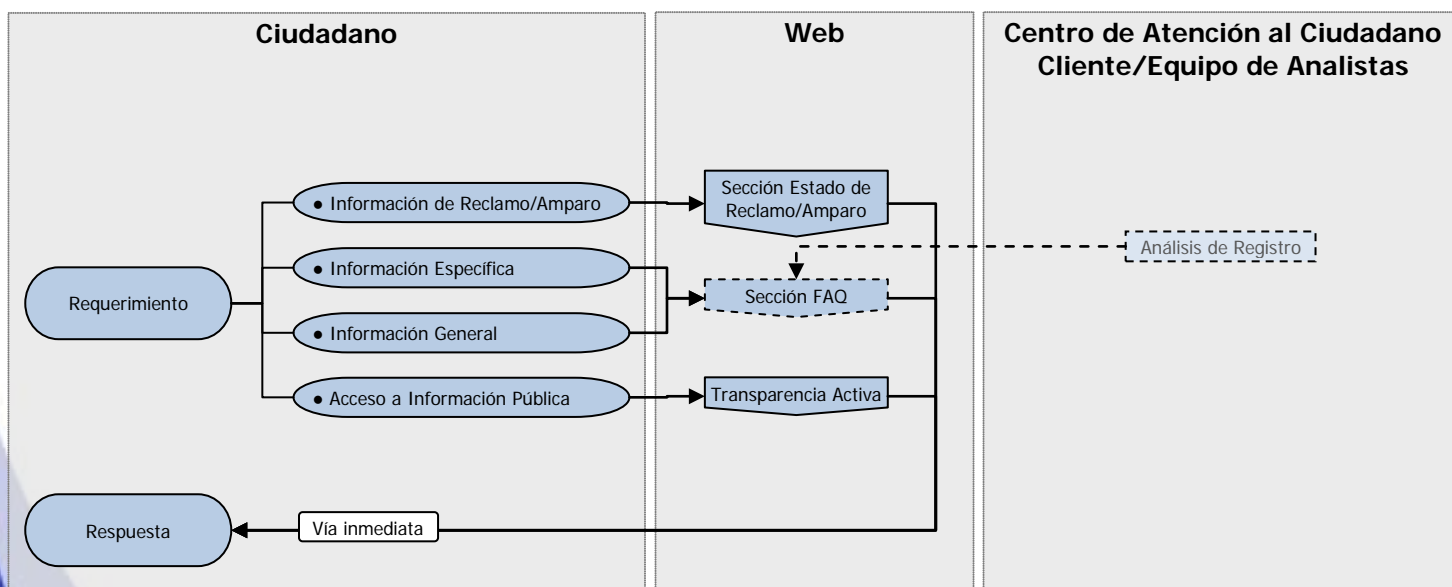 Ciudadano
Web
Centro de Atención al Ciudadano
Cliente/Equipo de Analistas
Requerimiento
● Información de Reclamo/Amparo
● Información Específica
● Información General
● Acceso a Información Pública
Sección Estado de
Reclamo/Amparo
Sección FAQ
Transparencia Activa
Análisis de Registro
Respuesta
Vía inmediata